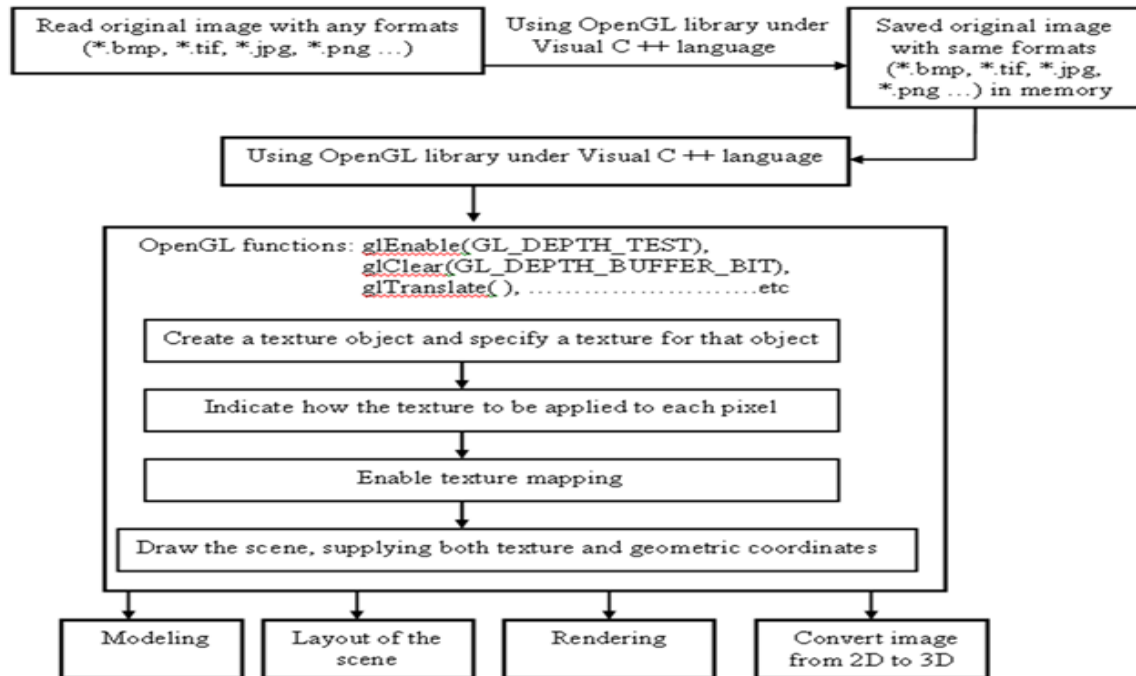 Read original image with any formats
(*.bmp, *.tif, *.jpg, *.png ...)
Using OpenGL library under
Visual C ++ language
Saved original image
with same formats
(*.bmp, *.tif, *.jpg,
*.png ...) in memory
Using OpenGL library under Visual C ++ language
OpenGL functions: glEnable(GL_DEPTH_TEST),
glClear(GL_DEPTH_BUFFER_BIT),
glTranslate( ), ..........................etc
Create a texture object and specify a texture for that object
Indicate how the texture to be applied to each pixel
Enable texture mapping
Draw the scene, supplying both texture and geometric coordinates
Modeling
Layout of the
scene
Rendering
Convert image
from 2D to 3D